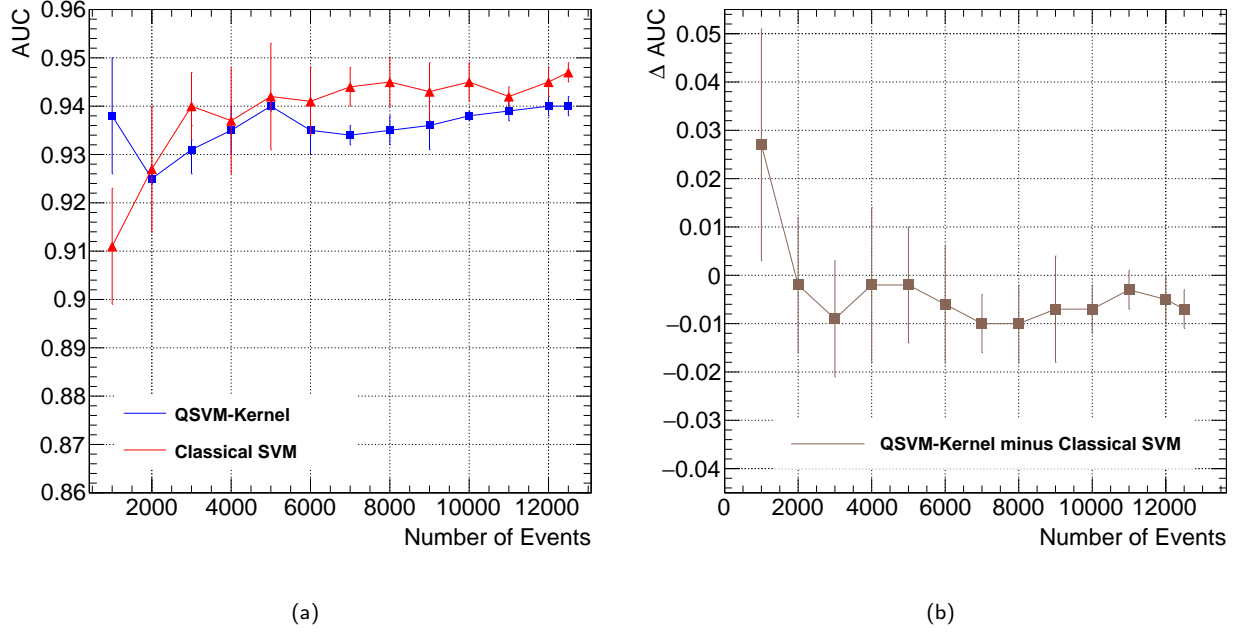 AUC
0.96
0.95
0.94
0.93
0.92
0.91
0.9
0.89
0.88
0.87
0.86
QSVM-Kernel
Classical SVM
2000 4000 6000 8000 10000 12000
Number of Events
(a)
Δ AUC
0.05
0.04
0.03
0.02
0.01
0
−0.01
−0.02
−0.03
−0.04
QSVM-Kernel minus Classical SVM
0 2000 4000 6000 8000 10000 12000
Number of Events
(b)